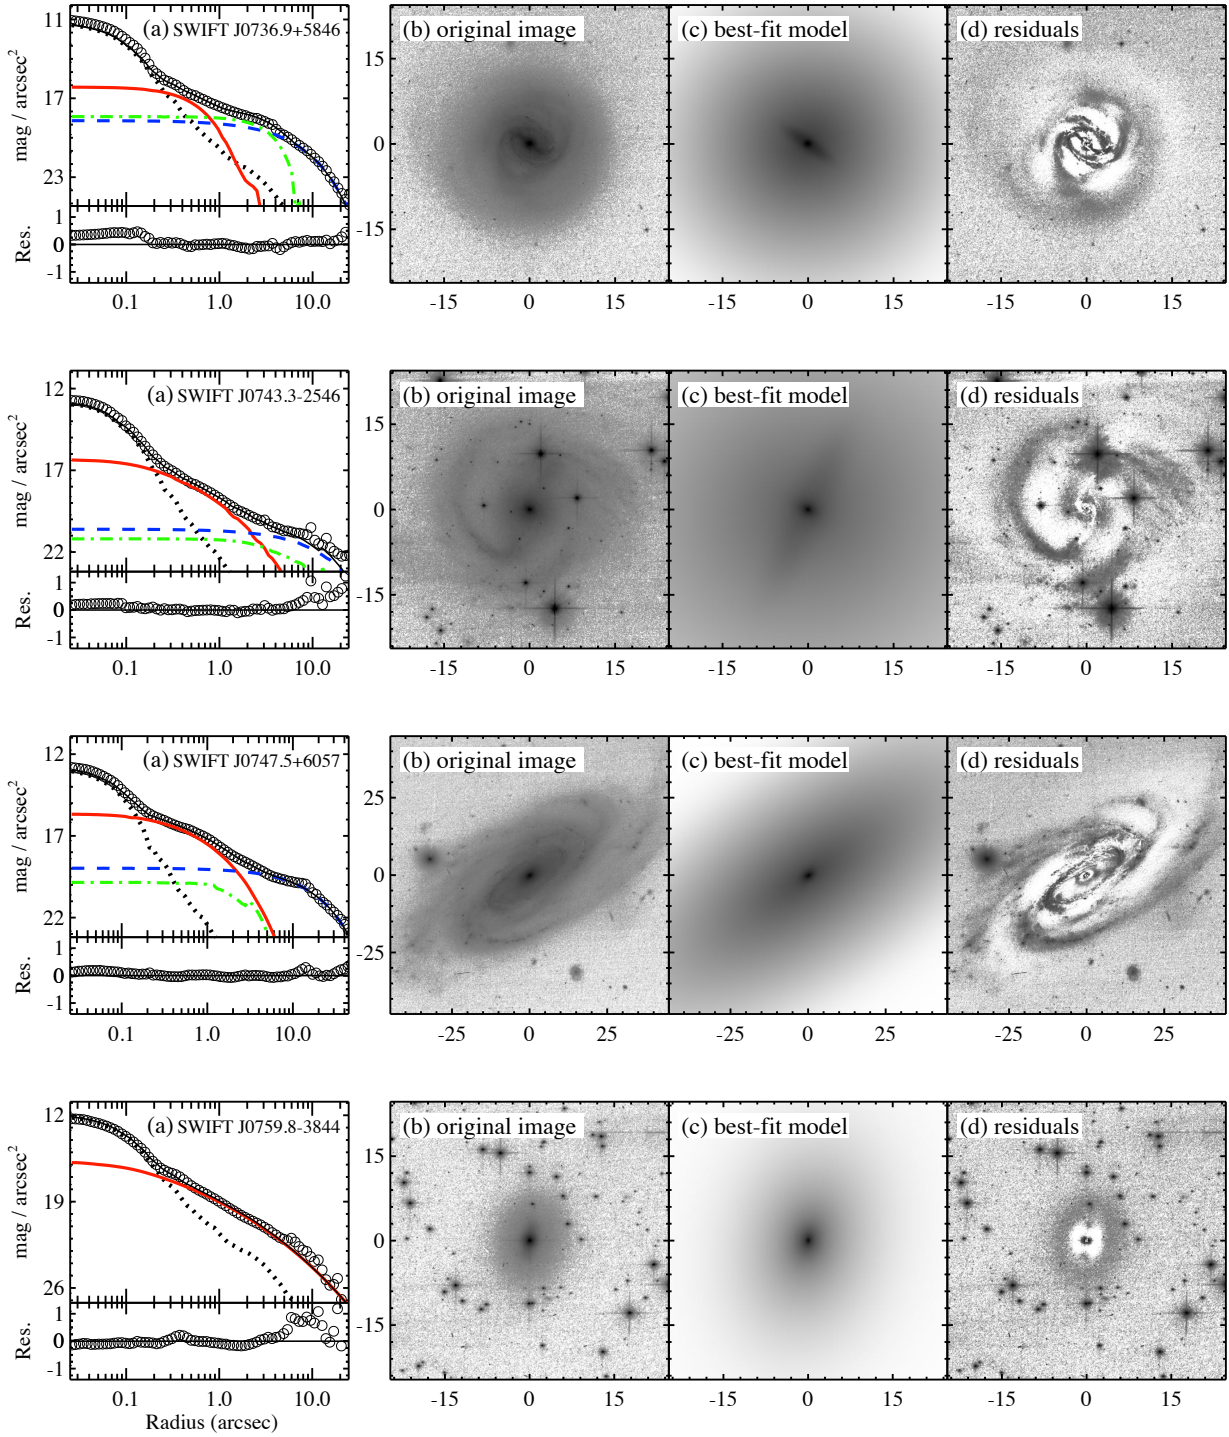 (a) SWIFT J0736.9+5846
(b) original image
(c) best-fit model
(d) residuals
mag / arcsec²
11
17
23
Res.
1
0
-1
0.1 1.0 10.0
15
0
-15
-15 0 15
-15 0 15
-15 0 15
(a) SWIFT J0743.3-2546
(b) original image
(c) best-fit model
(d) residuals
mag / arcsec²
12
17
22
Res.
1
0
-1
0.1 1.0 10.0
15
0
-15
-15 0 15
-15 0 15
-15 0 15
(a) SWIFT J0747.5+6057
(b) original image
(c) best-fit model
(d) residuals
mag / arcsec²
12
17
22
Res.
1
0
-1
0.1 1.0 10.0
25
0
-25
-25 0 25
-25 0 25
-25 0 25
(a) SWIFT J0759.8-3844
(b) original image
(c) best-fit model
(d) residuals
mag / arcsec²
12
19
26
Res.
1
0
-1
0.1 1.0 10.0
Radius (arcsec)
15
0
-15
-15 0 15
-15 0 15
-15 0 15